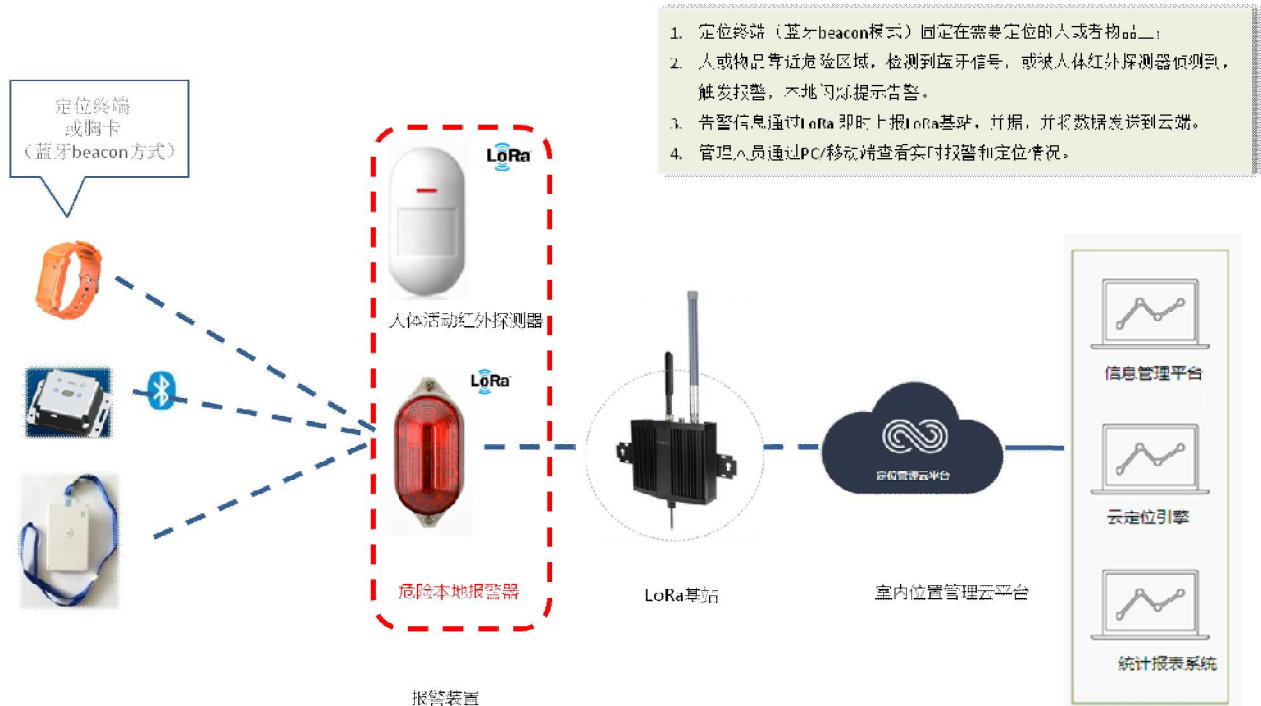 1. 定位终端（蓝牙beacon模式）固定在需要定位的人或者物品上；
2. 人或物品靠近危险区域，检测到蓝牙信号，或被人体红外探测器侦测到，
触发报警，本地闪烁提示告警。
3. 告警信息通过LoRa 即时上报LoRa基站，并据，并将数据发送到云端。
4. 管理人员通过PC/移动端查看实时报警和定位情况。
定位终端
或胸卡
（蓝牙beacon方式）
LoRa
人体活动红外探测器
LoRa
危险本地报警器
报警装置
LoRa基站
定位管理云平台
室内位置管理云平台
信息管理平台
云定位引擎
统计报表系统